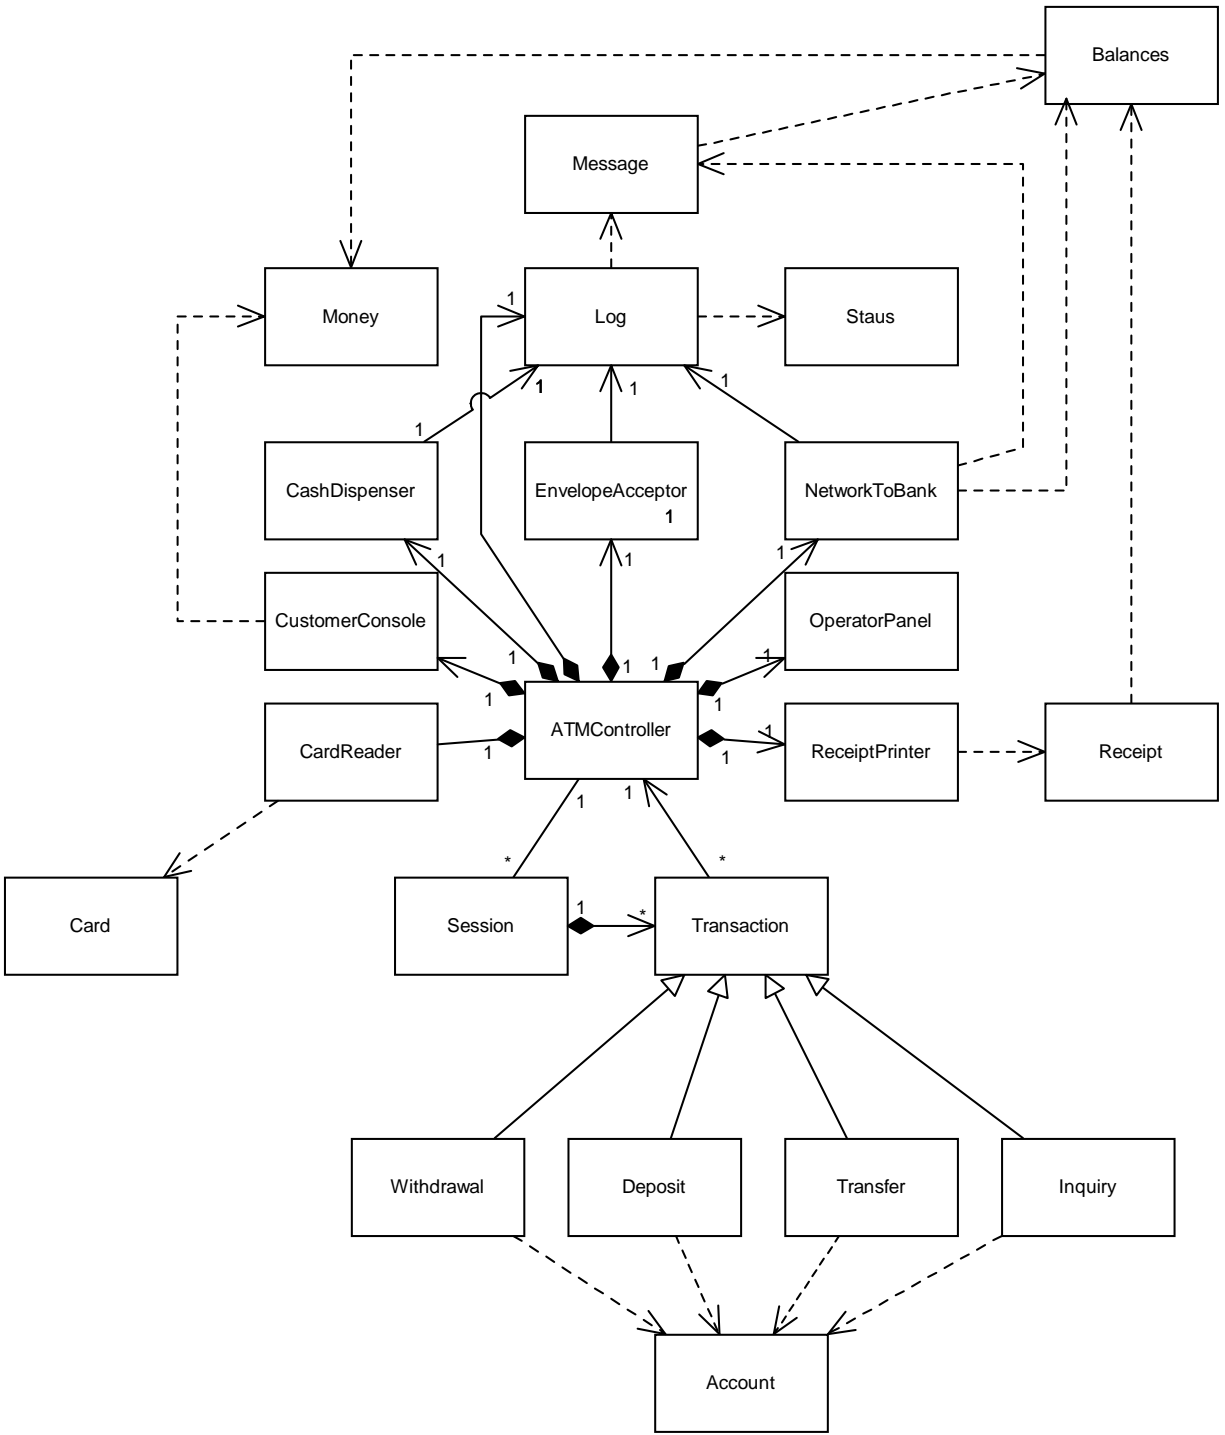 Balances
Message
1
Money
Log
Staus
1
1
1
1
CashDispenser
EnvelopeAcceptor
NetworkToBank
1
1
1
1
CustomerConsole
OperatorPanel
1
1
1
1
1
1
ATMController
1
CardReader
ReceiptPrinter
Receipt
1
1
1
1
*
*
1
*
Card
Session
Transaction
Withdrawal
Deposit
Transfer
Inquiry
Account